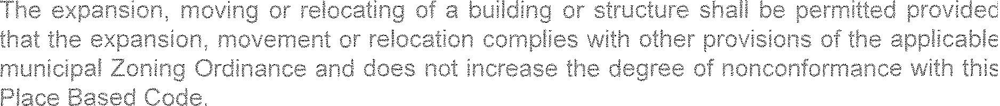 The expansion, moving or relocating of a building or structure shall be permitted provided
that the expansion, movement or relocation complies with other provisions of the applicable
municipal Zoning Ordinance and does not increase the degree of nonconformance with this
Place Based Code.